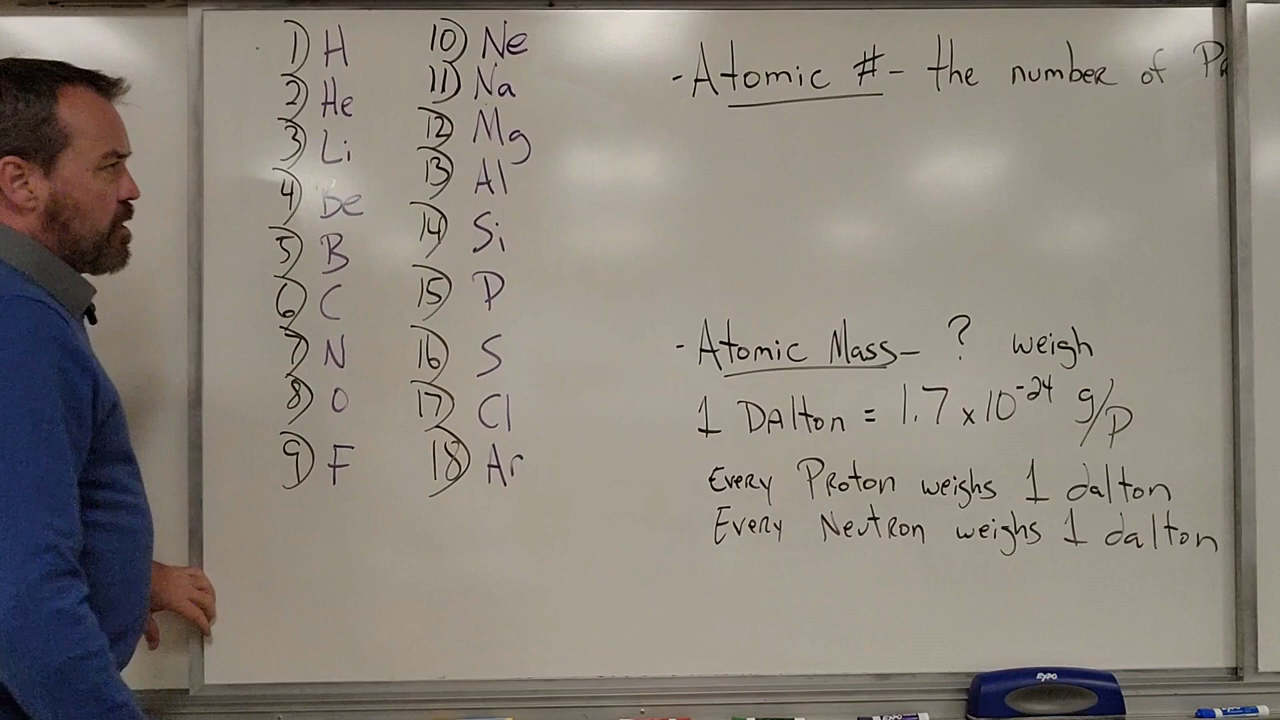 1) H
2) He
3) Li
4) Be
5) B
6) C
7) N
8) O
9) F
10) Ne
11) Na
12) Mg
13) Al
14) Si
15) P
16) S
17) Cl
18) Ar
- Atomic # - the number of
- Atomic Mass - ? weigh
1 DAlton = 1.7 x 10⁻²⁴ g/p
Every Proton weighs 1 dalton
Every Neutron weighs 1 dalton
EXPO
EXPO